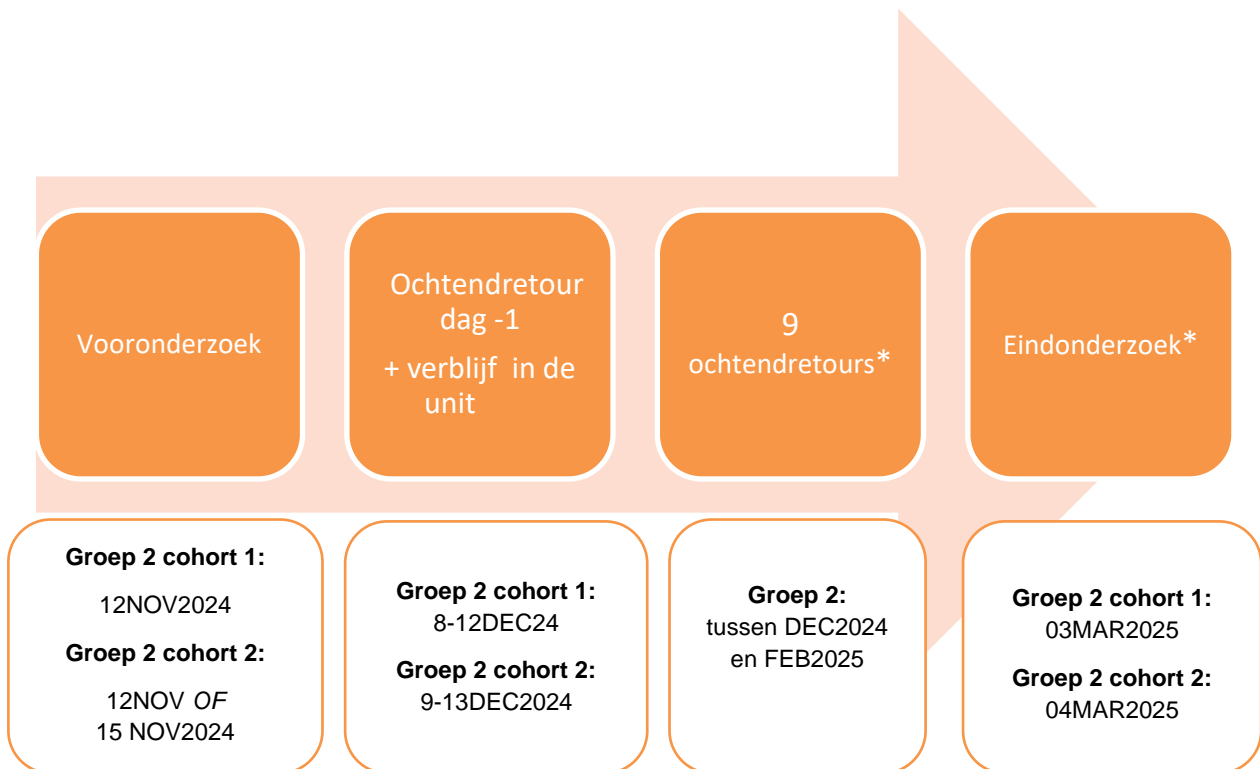 Vooronderzoek
Ochtendretour
dag -1
+ verblijf in de
unit
9
ochtendretours*
Eindonderzoek*
Groep 2 cohort 1:
12NOV2024
Groep 2 cohort 2:
12NOV OF
15 NOV2024
Groep 2 cohort 1:
8-12DEC24
Groep 2 cohort 2:
9-13DEC2024
Groep 2:
tussen DEC2024
en FEB2025
Groep 2 cohort 1:
03MAR2025
Groep 2 cohort 2:
04MAR2025